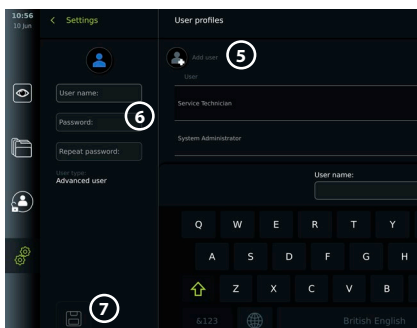 10:56
10 Jun
Settings
User profiles
Add user
5
User
User name:
Service Technician
Password:
6
System Administrator
Repeat password:
User type:
Advanced user
User name:
Q W E R T Y
A S D F G H
Z X C V B
7
&123
British English